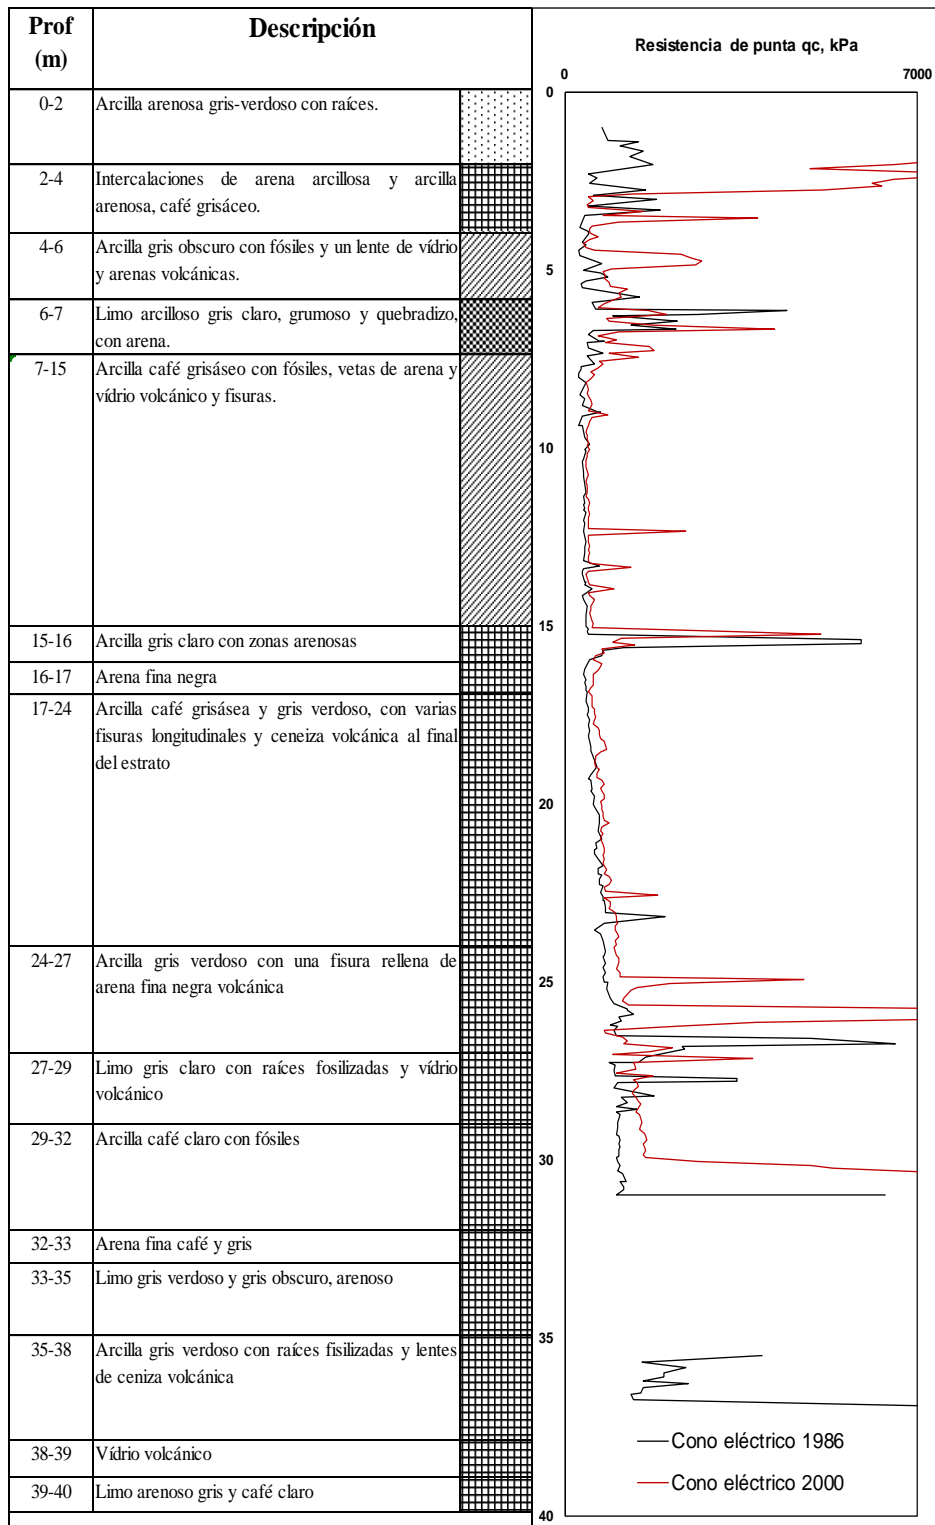 Prof
(m)
Descripción
0-2
Arcilla arenosa gris-verdoso con raíces.
2-4
Intercalaciones de arena arcillosa y arcilla
arenosa, café grisáceo.
4-6
Arcilla gris obscuro con fósiles y un lente de vídrio
y arenas volcánicas.
6-7
Limo arcilloso gris claro, grumoso y quebradizo,
con arena.
7-15
Arcilla café grisáseo con fósiles, vetas de arena y
vídrio volcánico y fisuras.
15-16
Arcilla gris claro con zonas arenosas
16-17
Arena fina negra
17-24
Arcilla café grisásea y gris verdoso, con varias
fisuras longitudinales y ceneiza volcánica al final
del estrato
24-27
Arcilla gris verdoso con una fisura rellena de
arena fina negra volcánica
27-29
Limo gris claro con raíces fosilizadas y vídrio
volcánico
29-32
Arcilla café claro con fósiles
32-33
Arena fina café y gris
33-35
Limo gris verdoso y gris obscuro, arenoso
35-38
Arcilla gris verdoso con raíces fisilizadas y lentes
de ceniza volcánica
38-39
Vídrio volcánico
39-40
Limo arenoso gris y café claro
Resistencia de punta qc, kPa
0 7000
0
5
10
15
20
25
30
35
40
Cono eléctrico 1986
Cono eléctrico 2000